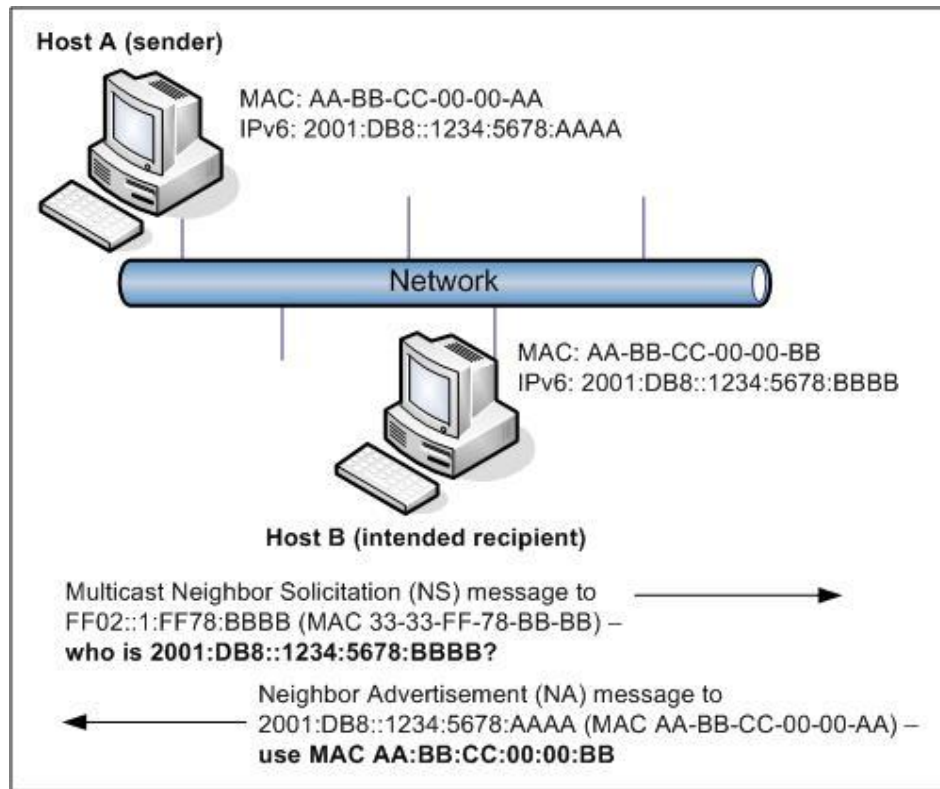 Host A (sender)
MAC: AA-BB-CC-00-00-AA
IPv6: 2001:DB8::1234:5678:AAAA
Network
MAC: AA-BB-CC-00-00-BB
IPv6: 2001:DB8::1234:5678:BBBB
Host B (intended recipient)
Multicast Neighbor Solicitation (NS) message to
FF02::1:FF78:BBBB (MAC 33-33-FF-78-BB-BB) –
who is 2001:DB8::1234:5678:BBBB?
Neighbor Advertisement (NA) message to
2001:DB8::1234:5678:AAAA (MAC AA-BB-CC-00-00-AA) –
use MAC AA:BB:CC:00:00:BB